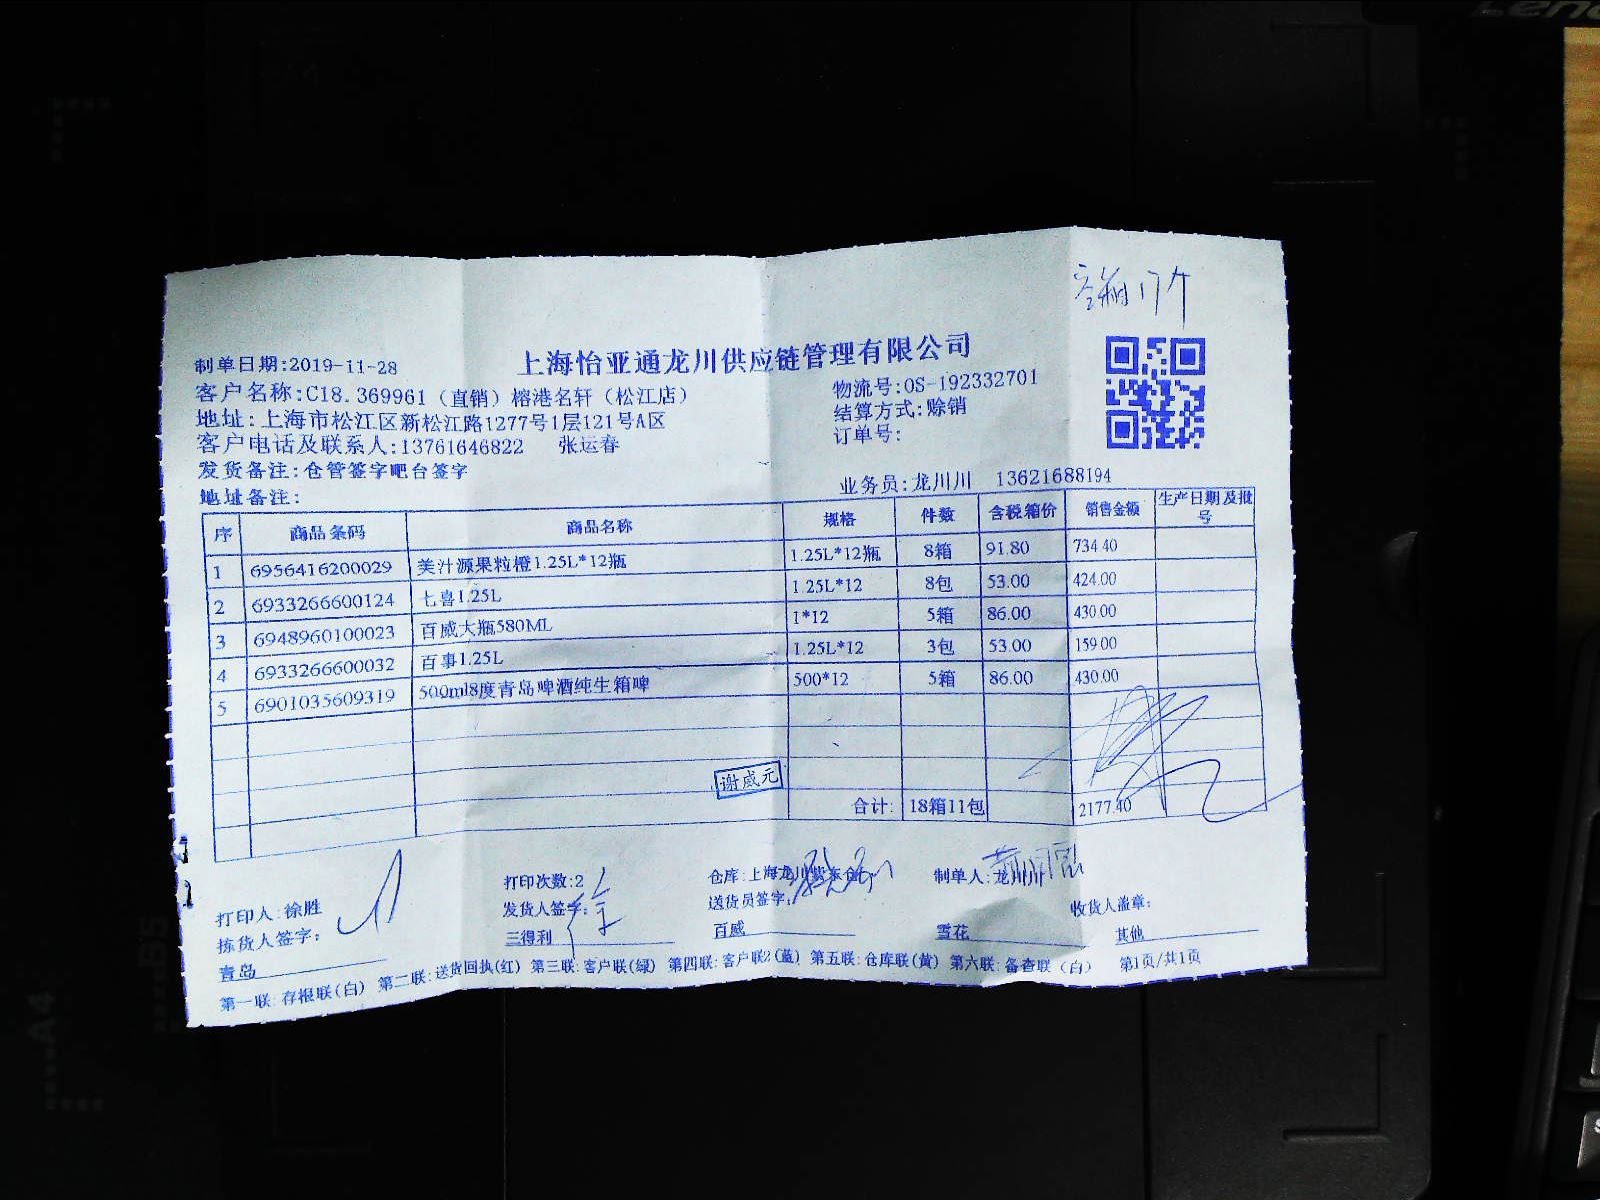 上海怡亚通龙川供应链管理有限公司
制单日期:2019-11-28
客户名称:C18.369961（直销）榕港名轩（松江店）
物流号:OS-192332701
地址:上海市松江区新松江路1277号1层121号A区
结算方式:赊销
客户电话及联系人:13761646822 张运春
订单号:
发货备注:仓管签字吧台签字
地址备注:
业务员:龙川川 13621688194
序 商品条码 商品名称 规格 件数 含税箱价 销售金额 生产日期及批号
1 6956416200029 美汁源果粒橙1.25L*12瓶 1.25L*12瓶 8箱 91.80 734.40
2 6933266600124 七喜1.25L 1.25L*12 8包 53.00 424.00
3 6948960100023 百威大瓶580ML 1*12 5箱 86.00 430.00
4 6933266600032 百事1.25L 1.25L*12 3包 53.00 159.00
5 6901035609319 500ml8度青岛啤酒纯生箱啤 500*12 5箱 86.00 430.00
谢威元
合计: 18箱11包 2177.40
打印人:徐胜 打印次数:2 仓库:上海龙川 制单人:龙川川
拣货人签字: 发货人签字: 送货员签字: 收货人盖章:
青岛 三得利 百威 雪花 其他
第一联:存根联(白) 第二联:送货回执(红) 第三联:客户联(绿) 第四联:客户联2(蓝) 第五联:仓库联(黄) 第六联:备查联(白) 第1页/共1页
A4
B5